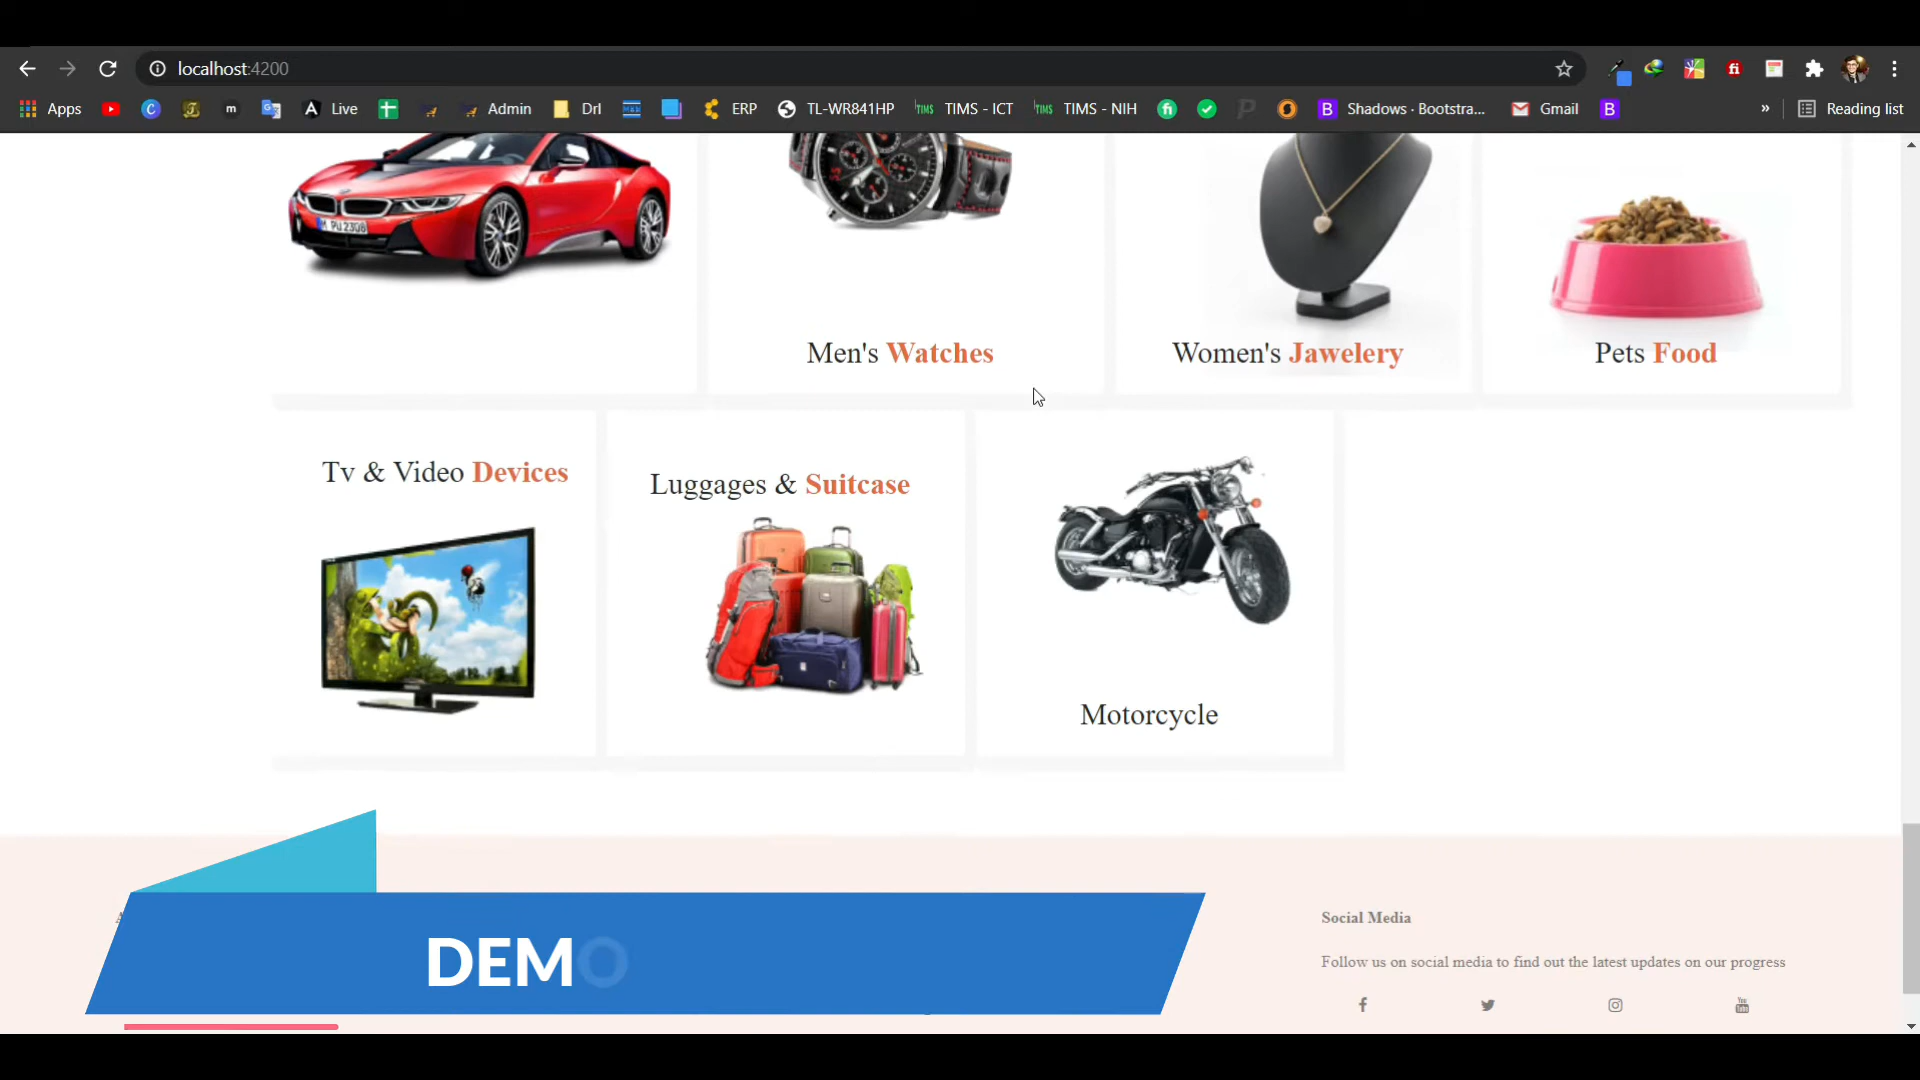 localhost:4200
Apps
Live
Admin
Drl
ERP
TL-WR841HP
TIMS - ICT
TIMS - NIH
Shadows · Bootstra...
Gmail
»
Reading list
Men's Watches
Women's Jawelery
Pets Food
Tv & Video Devices
Luggages & Suitcase
Motorcycle
DEMO
Social Media
Follow us on social media to find out the latest updates on our progress